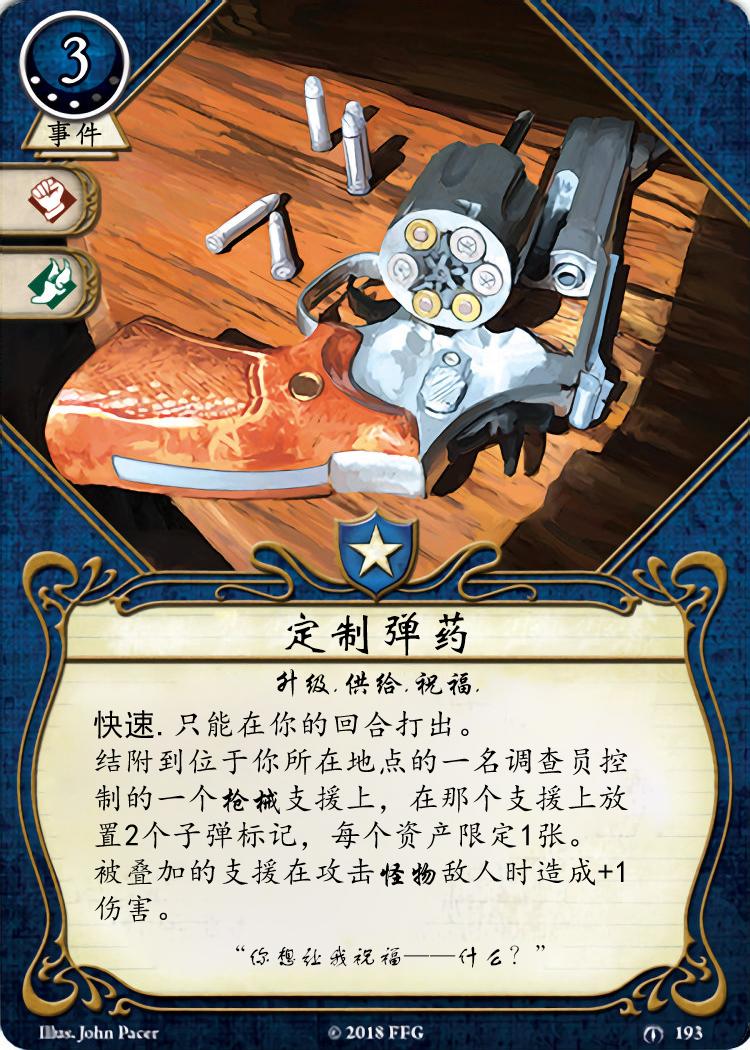 3
事件
定制弹药
升级.供给.祝福.
快速.只能在你的回合打出。
结附到位于你所在地点的一名调查员控
制的一个枪械支援上，在那个支援上放
置2个子弹标记，每个资产限定1张。
被叠加的支援在攻击怪物敌人时造成+1
伤害。
“你想让我祝福——什么？”
Illus. John Pacer
© 2018 FFG
193